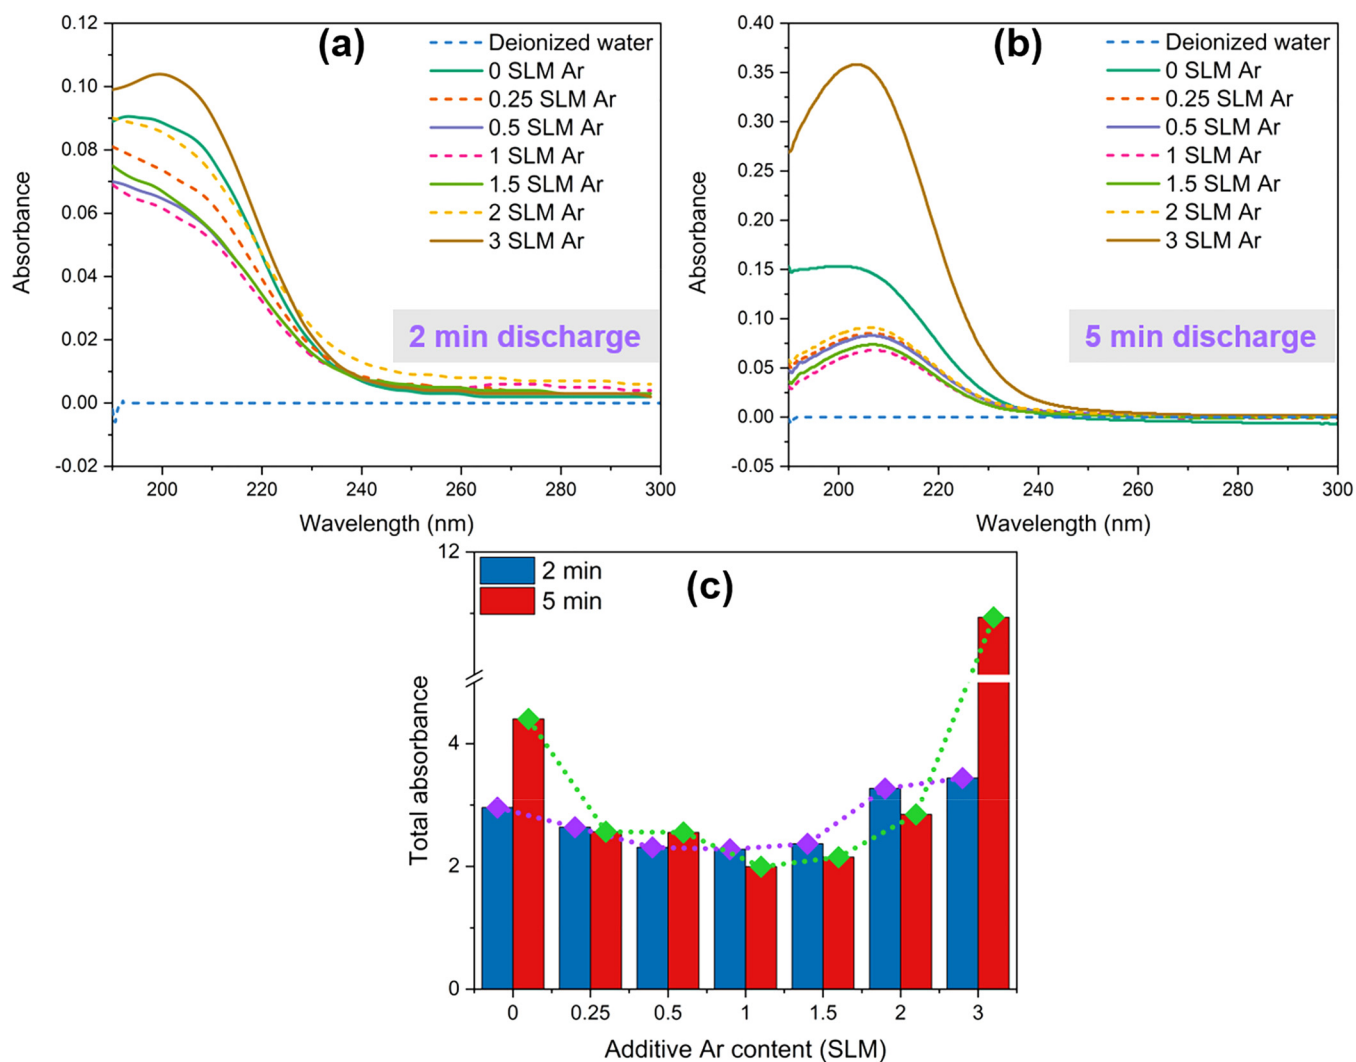 (a)
Absorbance
0.12
0.10
0.08
0.06
0.04
0.02
0.00
-0.02
Deionized water
0 SLM Ar
0.25 SLM Ar
0.5 SLM Ar
1 SLM Ar
1.5 SLM Ar
2 SLM Ar
3 SLM Ar
2 min discharge
200 220 240 260 280 300
Wavelength (nm)
(b)
Absorbance
0.40
0.35
0.30
0.25
0.20
0.15
0.10
0.05
0.00
-0.05
Deionized water
0 SLM Ar
0.25 SLM Ar
0.5 SLM Ar
1 SLM Ar
1.5 SLM Ar
2 SLM Ar
3 SLM Ar
5 min discharge
200 220 240 260 280 300
Wavelength (nm)
(c)
Total absorbance
12
4
2
0
2 min
5 min
0 0.25 0.5 1 1.5 2 3
Additive Ar content (SLM)